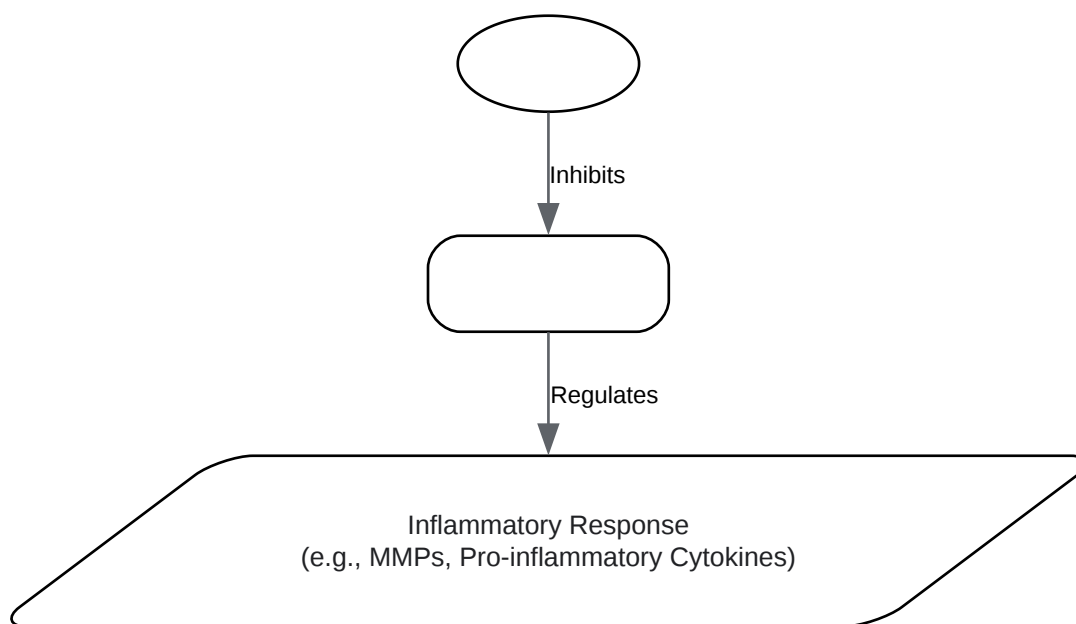 Inhibits
Regulates
Inflammatory Response
(e.g., MMPs, Pro-inflammatory Cytokines)